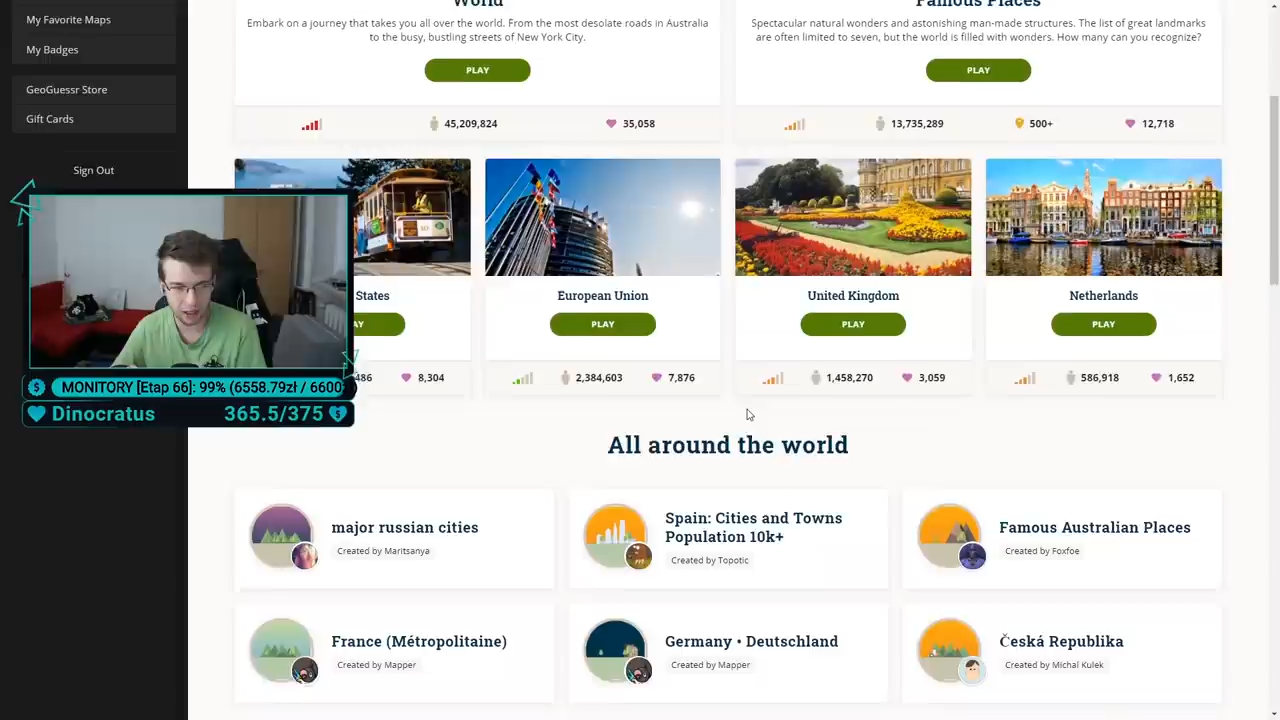 My Favorite Maps
My Badges
GeoGuessr Store
Gift Cards
Sign Out
World
Embark on a journey that takes you all over the world. From the most desolate roads in Australia
to the busy, bustling streets of New York City.
PLAY
45,209,824
35,058
Famous Places
Spectacular natural wonders and astonishing man-made structures. The list of great landmarks
are often limited to seven, but the world is filled with wonders. How many can you recognize?
PLAY
13,735,289
500+
12,718
States
AY
486
8,304
European Union
PLAY
2,384,603
7,876
United Kingdom
PLAY
1,458,270
3,059
Netherlands
PLAY
586,918
1,652
MONITORY [Etap 66]: 99% (6558.79zł / 6600
Dinocratus
365.5/375
All around the world
major russian cities
Created by Maritsanya
Spain: Cities and Towns
Population 10k+
Created by Topotic
Famous Australian Places
Created by Foxfoe
France (Métropolitaine)
Created by Mapper
Germany • Deutschland
Created by Mapper
Česká Republika
Created by Michal Kulek